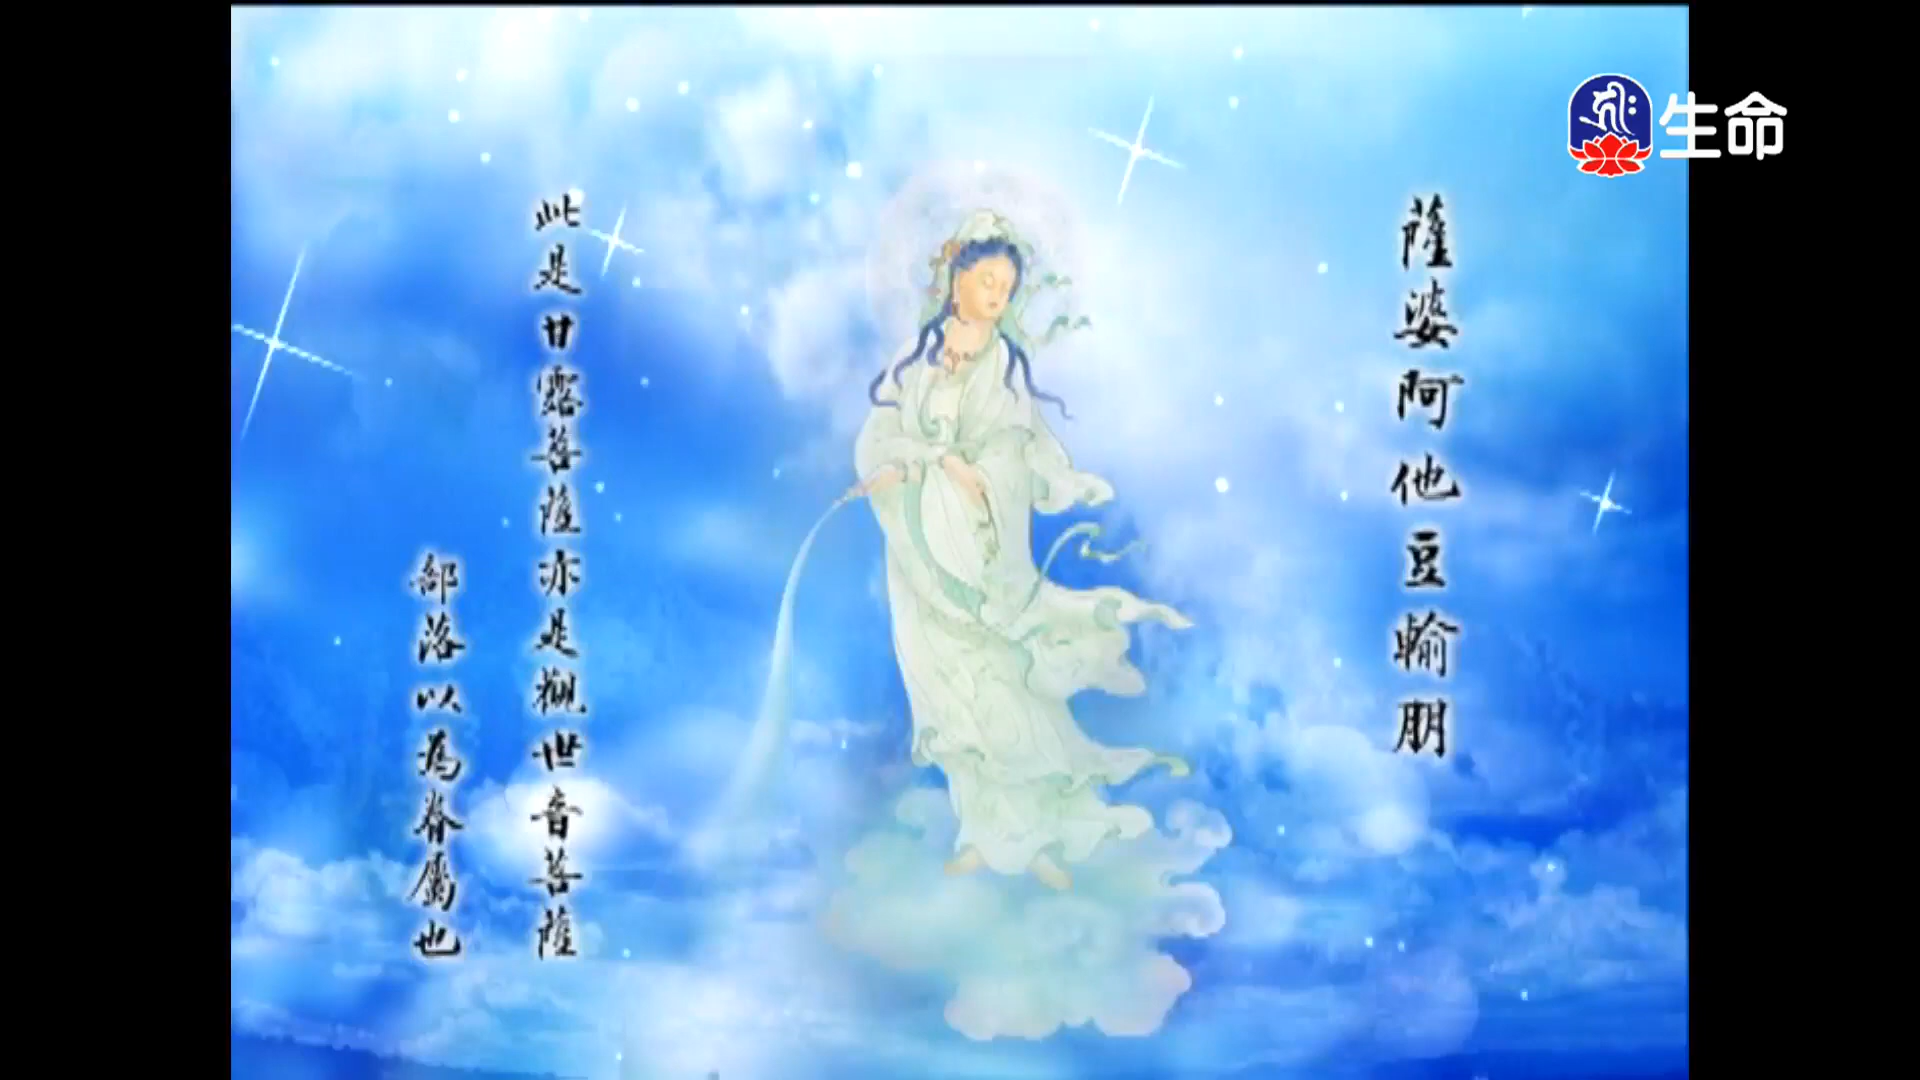 生命
薩婆阿他豆輸朋
此是甘露菩薩亦是觀世音菩薩
部落以為眷屬也